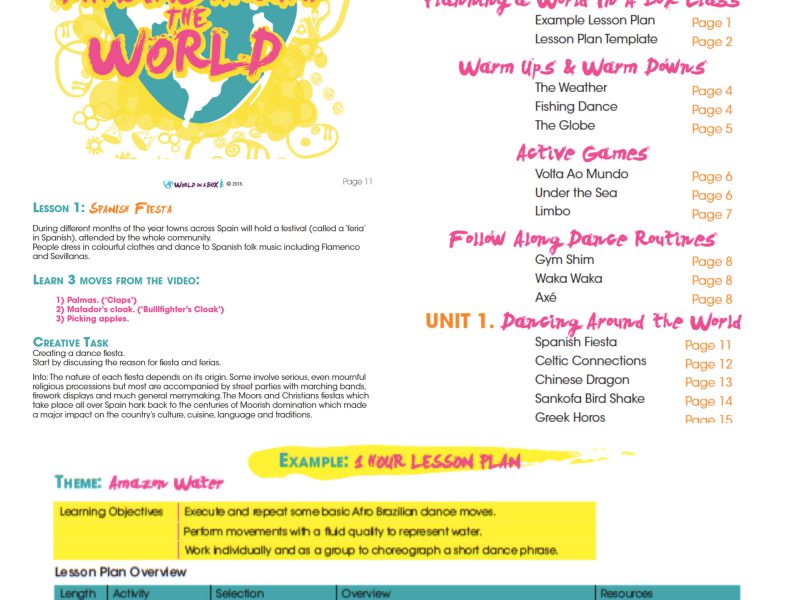 THE
WORLD
WORLD IN A BOX © 2015
Page 11
LESSON 1: SPANISH FIESTA
During different months of the year towns across Spain will hold a festival (called a 'feria'
in Spanish), attended by the whole community.
People dress in colourful clothes and dance to Spanish folk music including Flamenco
and Sevillanas.
LEARN 3 MOVES FROM THE VIDEO:
1) Palmas. ('Claps')
2) Matador's cloak. ('Bullfighter's Cloak')
3) Picking apples.
CREATIVE TASK
Creating a dance fiesta.
Start by discussing the reason for fiesta and ferias.
Info: The nature of each fiesta depends on its origin. Some involve serious, even mournful
religious processions but most are accompanied by street parties with marching bands,
firework displays and much general merrymaking. The Moors and Christians fiestas which
take place all over Spain hark back to the centuries of Moorish domination which made
a major impact on the country's culture, cuisine, language and traditions.
Planning a World In A Box Class
Example Lesson Plan Page 1
Lesson Plan Template Page 2
Warm Ups & Warm Downs
The Weather Page 4
Fishing Dance Page 4
The Globe Page 5
Active Games
Volta Ao Mundo Page 6
Under the Sea Page 6
Limbo Page 7
Follow Along Dance Routines
Gym Shim Page 8
Waka Waka Page 8
Axé Page 8
UNIT 1. Dancing Around the World
Spanish Fiesta Page 11
Celtic Connections Page 12
Chinese Dragon Page 13
Sankofa Bird Shake Page 14
Greek Horos Page 15
EXAMPLE: 1 HOUR LESSON PLAN
THEME: Amazon Water
Learning Objectives Execute and repeat some basic Afro Brazilian dance moves.
Perform movements with a fluid quality to represent water.
Work individually and as a group to choreograph a short dance phrase.
Lesson Plan Overview
Length Activity Selection Overview Resources